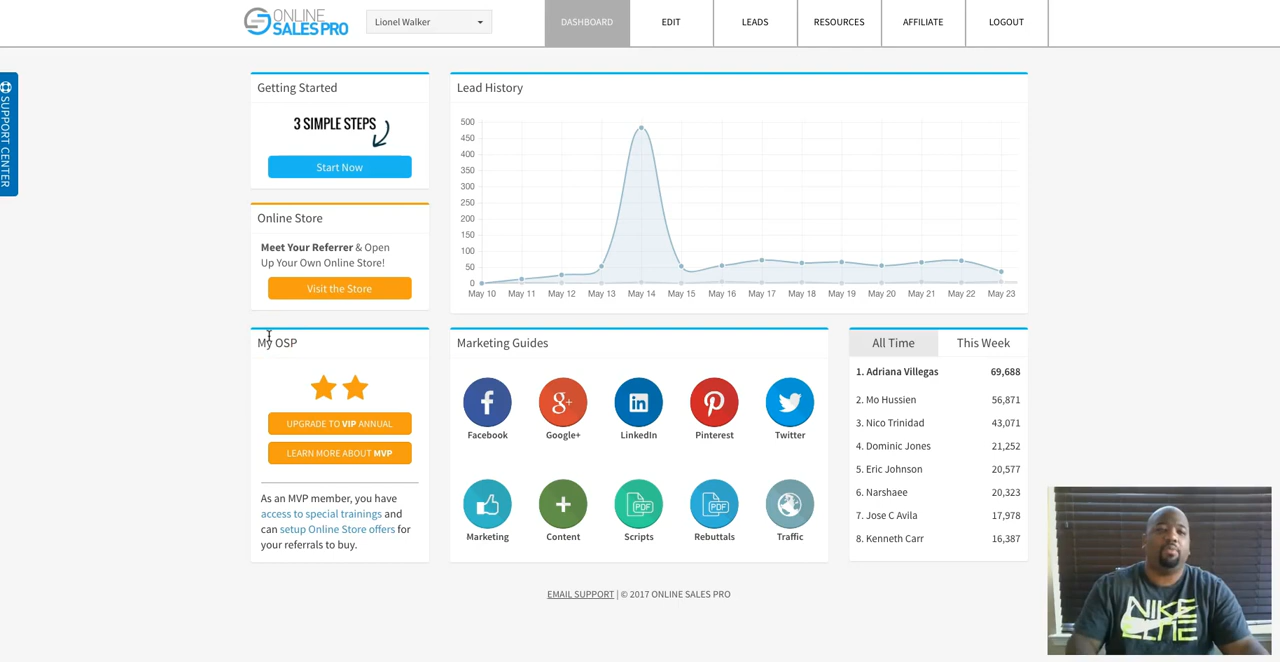 ONLINE
SALES PRO
Lionel Walker
DASHBOARD
EDIT
LEADS
RESOURCES
AFFILIATE
LOGOUT
SUPPORT CENTER
Getting Started
3 SIMPLE STEPS
Start Now
Online Store
Meet Your Referrer & Open
Up Your Own Online Store!
Visit the Store
Lead History
500
450
400
350
300
250
200
150
100
50
0
May 10 May 11 May 12 May 13 May 14 May 15 May 16 May 17 May 18 May 19 May 20 May 21 May 22 May 23
My OSP
UPGRADE TO VIP ANNUAL
LEARN MORE ABOUT MVP
As an MVP member, you have
access to special trainings and
can setup Online Store offers for
your referrals to buy.
Marketing Guides
Facebook Google+ LinkedIn Pinterest Twitter
PDF PDF
Marketing Content Scripts Rebuttals Traffic
All Time This Week
1. Adriana Villegas 69,688
2. Mo Hussien 56,871
3. Nico Trinidad 43,071
4. Dominic Jones 21,252
5. Eric Johnson 20,577
6. Narshaee 20,323
7. Jose C Avila 17,978
8. Kenneth Carr 16,387
EMAIL SUPPORT | © 2017 ONLINE SALES PRO
NIKE
ELITE